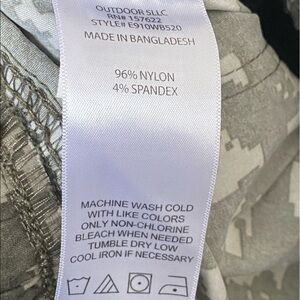 OUTDOOR SLLC
RN# 157622
STYLE# E910WB520
MADE IN BANGLADESH
96% NYLON
4% SPANDEX
MACHINE WASH COLD
WITH LIKE COLORS
ONLY NON-CHLORINE
BLEACH WHEN NEEDED
TUMBLE DRY LOW
COOL IRON IF NECESSARY